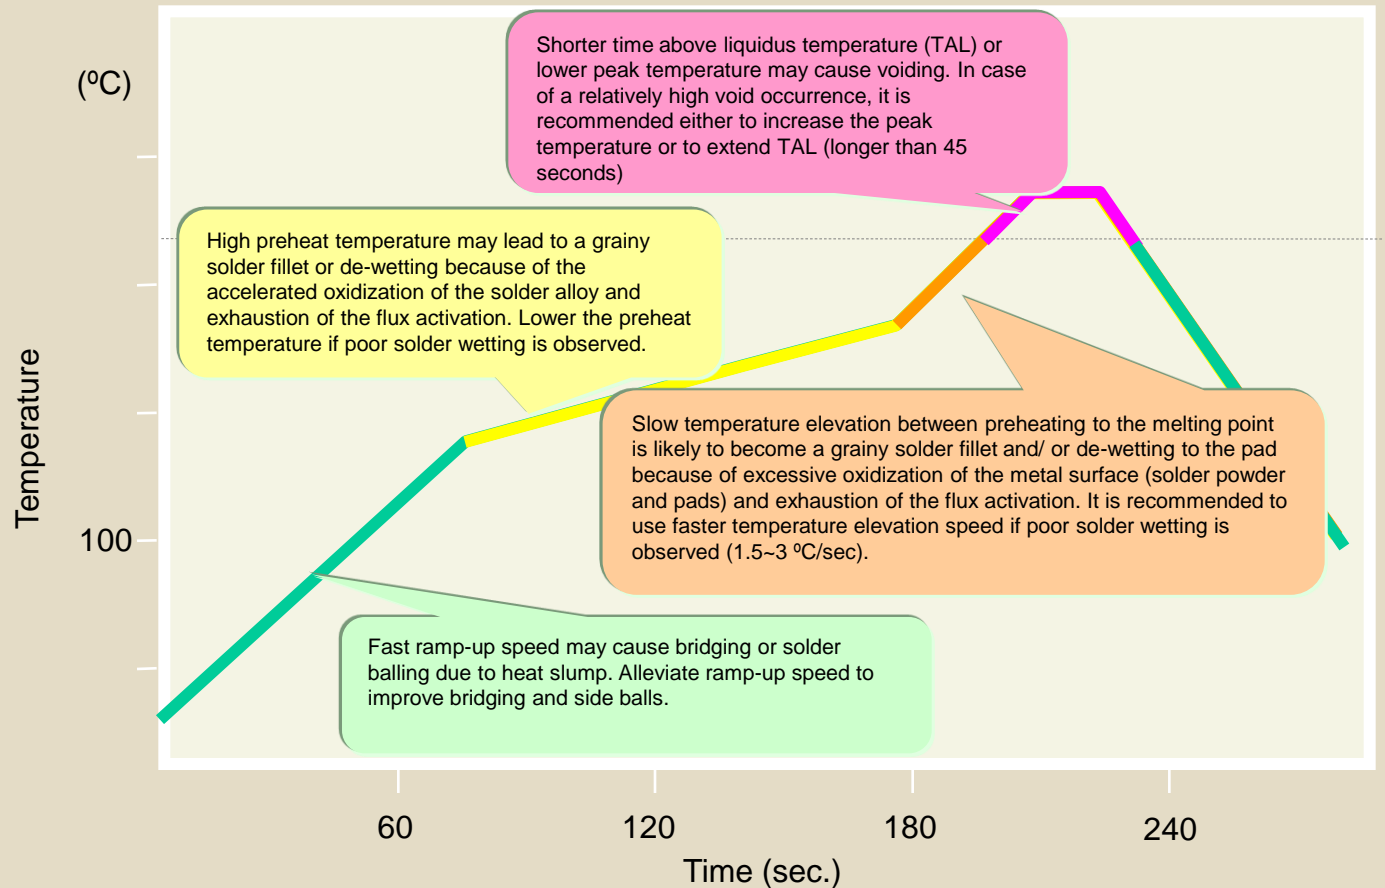 (ºC)
Shorter time above liquidus temperature (TAL) or
lower peak temperature may cause voiding. In case
of a relatively high void occurrence, it is
recommended either to increase the peak
temperature or to extend TAL (longer than 45
seconds)
High preheat temperature may lead to a grainy
solder fillet or de-wetting because of the
accelerated oxidization of the solder alloy and
exhaustion of the flux activation. Lower the preheat
temperature if poor solder wetting is observed.
Temperature
Slow temperature elevation between preheating to the melting point
is likely to become a grainy solder fillet and/ or de-wetting to the pad
because of excessive oxidization of the metal surface (solder powder
and pads) and exhaustion of the flux activation. It is recommended to
use faster temperature elevation speed if poor solder wetting is
observed (1.5~3 ºC/sec).
100
Fast ramp-up speed may cause bridging or solder
balling due to heat slump. Alleviate ramp-up speed to
improve bridging and side balls.
60
120
180
240
Time (sec.)